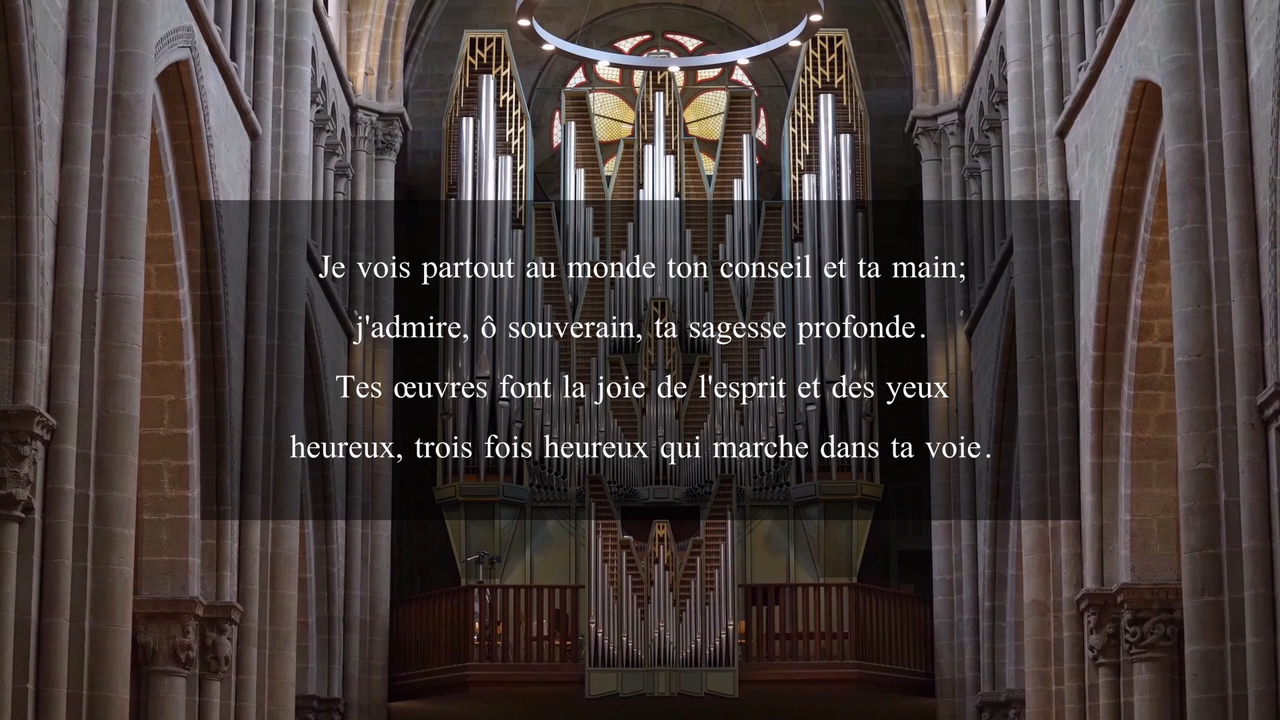 Je vois partout au monde ton conseil et ta main;
j'admire, ô souverain, ta sagesse profonde.
Tes œuvres font la joie de l'esprit et des yeux
heureux, trois fois heureux qui marche dans ta voie.